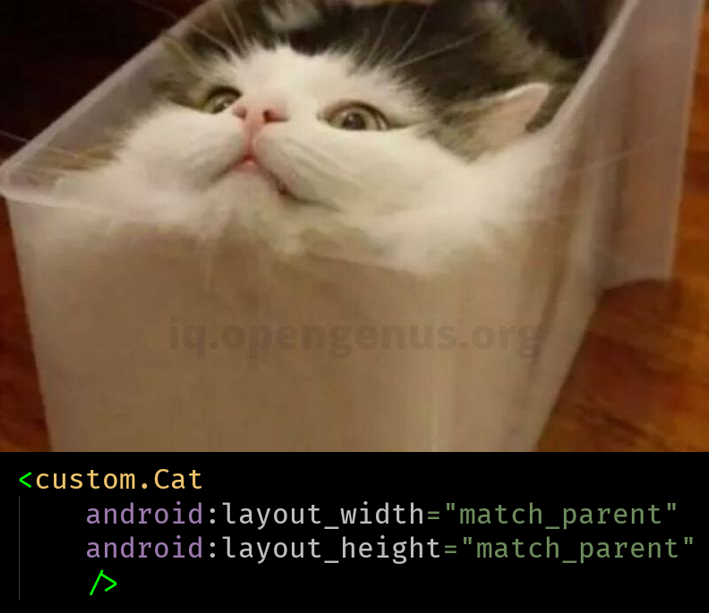 iq.opengenus.org
<custom.Cat
android:layout_width="match_parent"
android:layout_height="match_parent"
/>